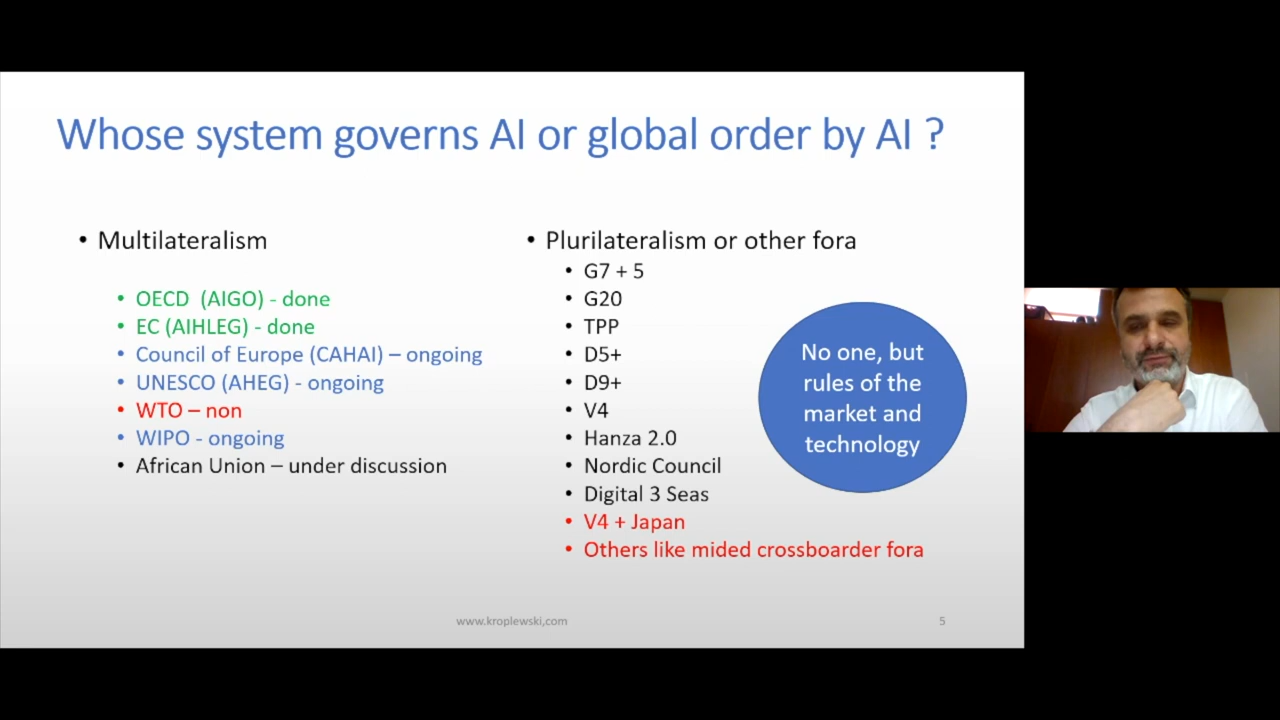 Whose system governs AI or global order by AI ?
• Multilateralism
• OECD (AIGO) - done
• EC (AIHLEG) - done
• Council of Europe (CAHAI) – ongoing
• UNESCO (AHEG) - ongoing
• WTO – non
• WIPO - ongoing
• African Union – under discussion
• Plurilateralism or other fora
• G7 + 5
• G20
• TPP
• D5+
• D9+
• V4
• Hanza 2.0
• Nordic Council
• Digital 3 Seas
• V4 + Japan
• Others like mided crossboarder fora
No one, but
rules of the
market and
technology
www.kroplewski,com
5